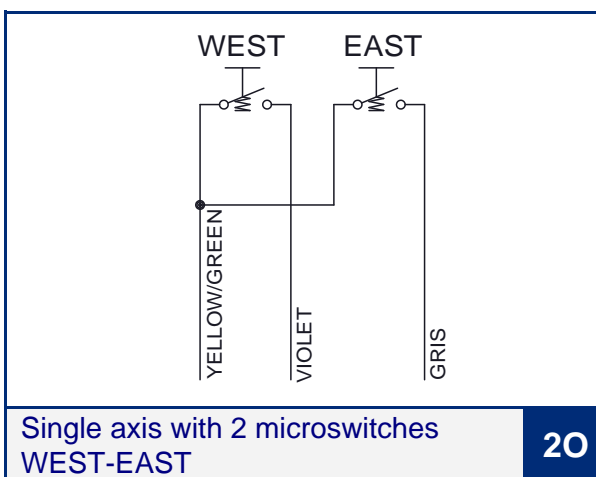 WEST EAST
YELLOW/GREEN
VIOLET
GRIS
Single axis with 2 microswitches
WEST-EAST
2O